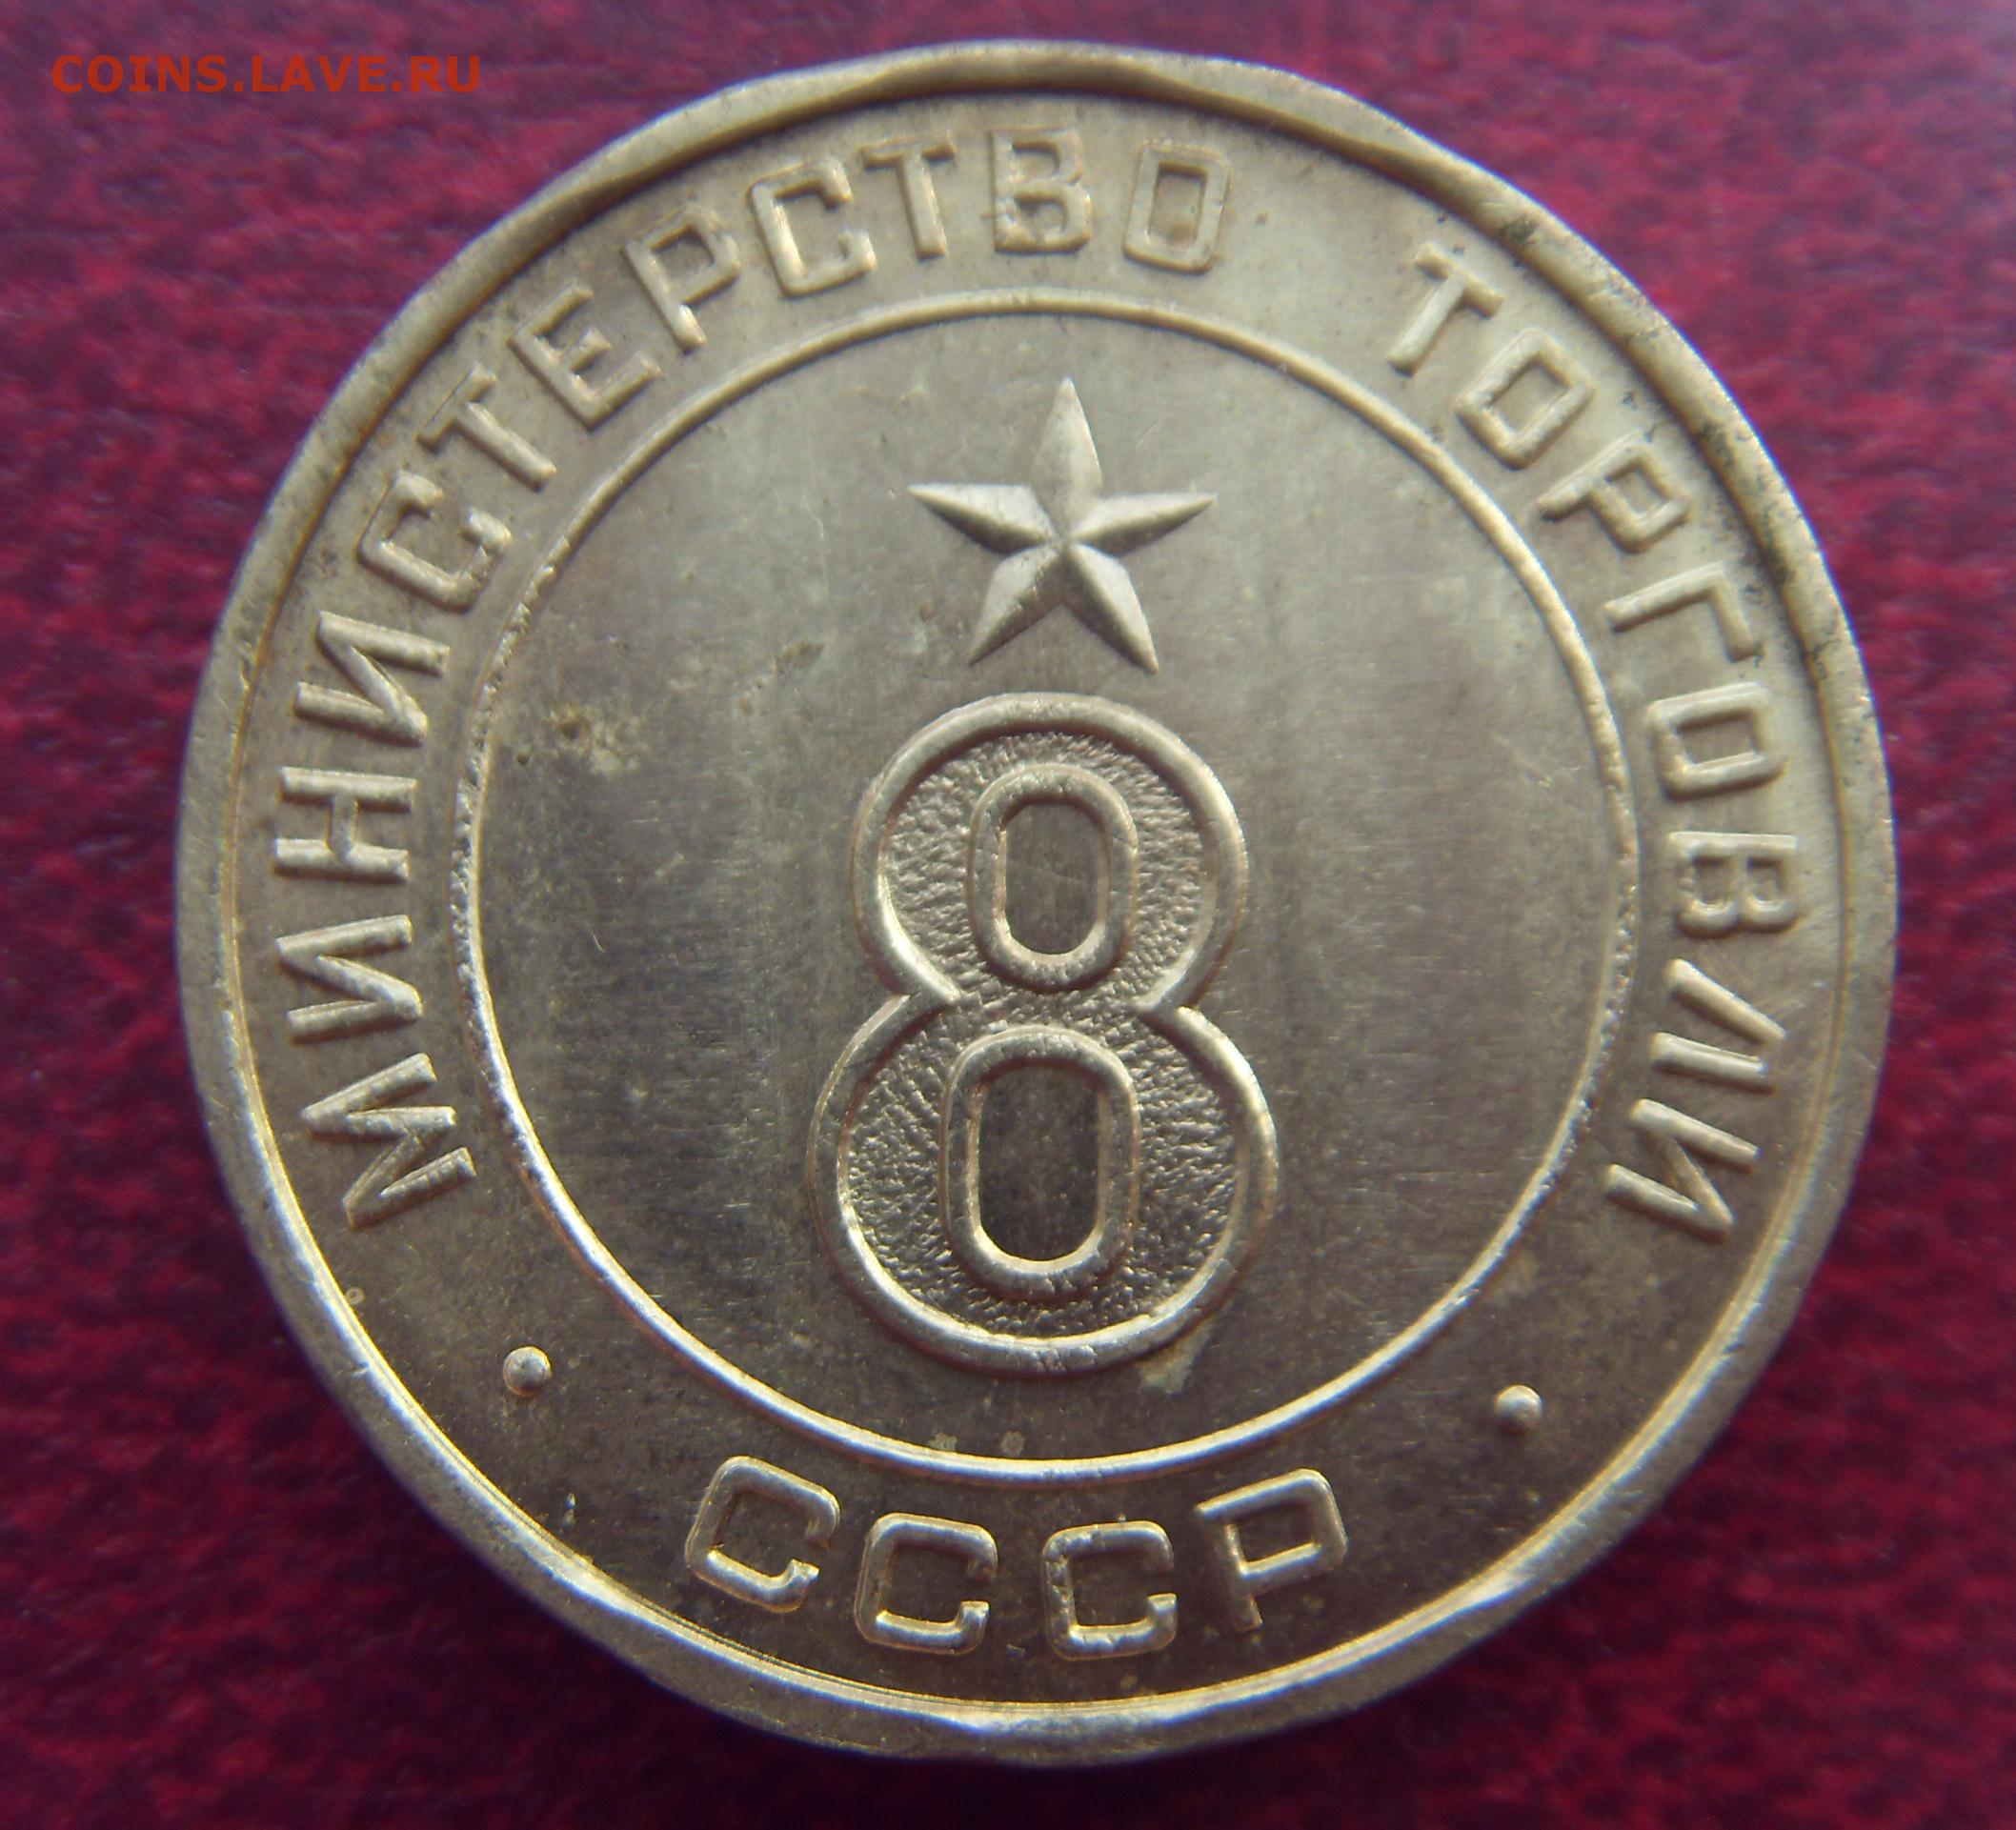 COINS.LAVE.RU
МИНИСТЕРСТВО ТОРГОВЛИ
8
· СССР ·